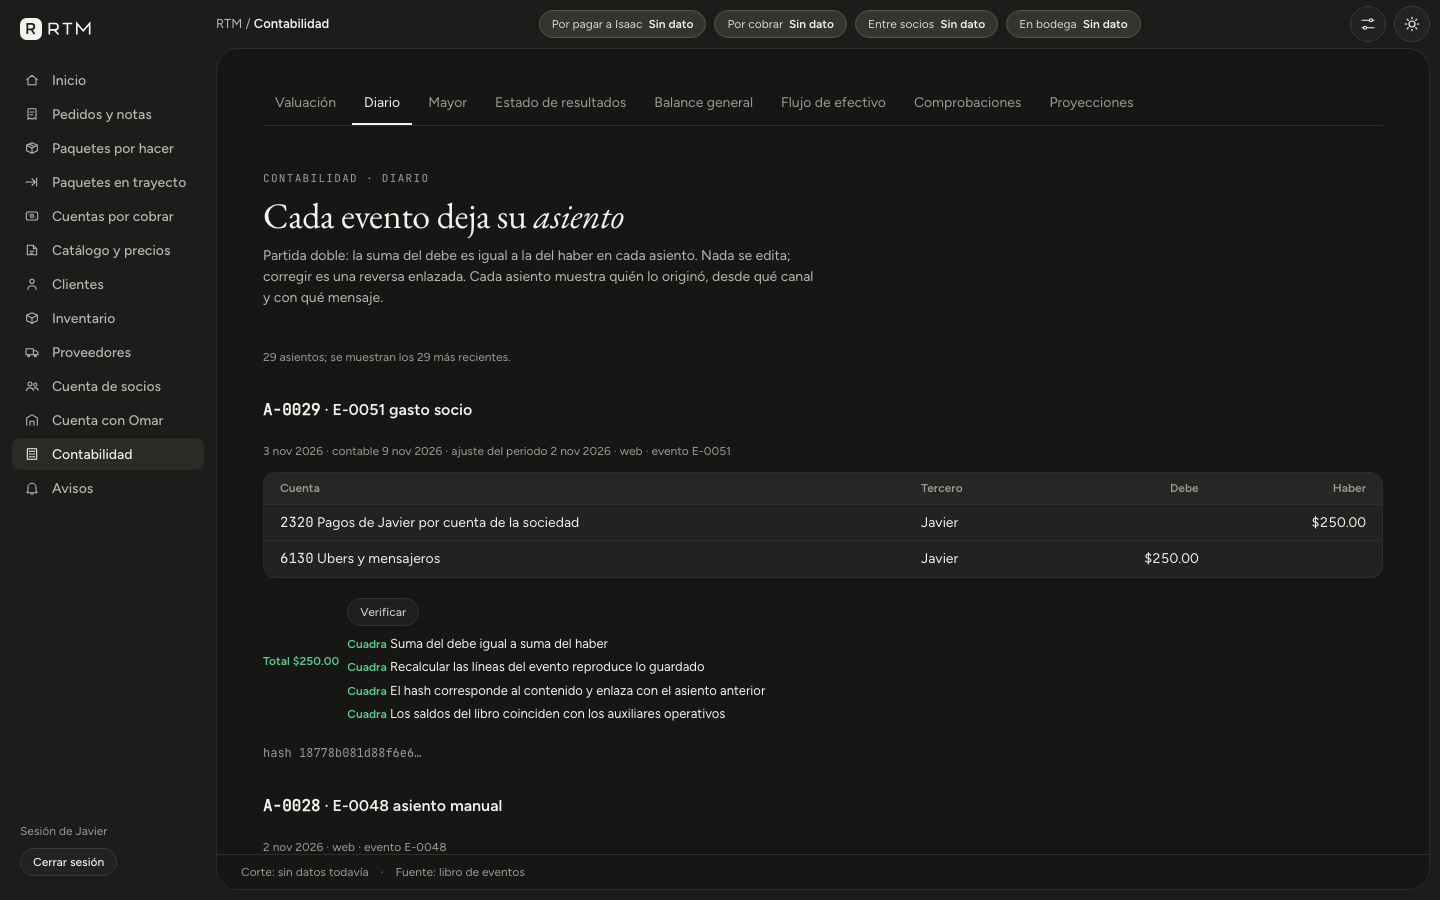 R RTM
RTM / Contabilidad
Por pagar a Isaac Sin dato
Por cobrar Sin dato
Entre socios Sin dato
En bodega Sin dato
Inicio
Pedidos y notas
Paquetes por hacer
Paquetes en trayecto
Cuentas por cobrar
Catálogo y precios
Clientes
Inventario
Proveedores
Cuenta de socios
Cuenta con Omar
Contabilidad
Avisos
Sesión de Javier
Cerrar sesión
Valuación Diario Mayor Estado de resultados Balance general Flujo de efectivo Comprobaciones Proyecciones
CONTABILIDAD · DIARIO
Cada evento deja su asiento
Partida doble: la suma del debe es igual a la del haber en cada asiento. Nada se edita;
corregir es una reversa enlazada. Cada asiento muestra quién lo originó, desde qué canal
y con qué mensaje.
29 asientos; se muestran los 29 más recientes.
A-0029 · E-0051 gasto socio
3 nov 2026 · contable 9 nov 2026 · ajuste del periodo 2 nov 2026 · web · evento E-0051
Cuenta Tercero Debe Haber
2320 Pagos de Javier por cuenta de la sociedad Javier $250.00
6130 Ubers y mensajeros Javier $250.00
Total $250.00
Verificar
Cuadra Suma del debe igual a suma del haber
Cuadra Recalcular las líneas del evento reproduce lo guardado
Cuadra El hash corresponde al contenido y enlaza con el asiento anterior
Cuadra Los saldos del libro coinciden con los auxiliares operativos
hash 18778b081d88f6e6…
A-0028 · E-0048 asiento manual
2 nov 2026 · web · evento E-0048
Corte: sin datos todavía · Fuente: libro de eventos